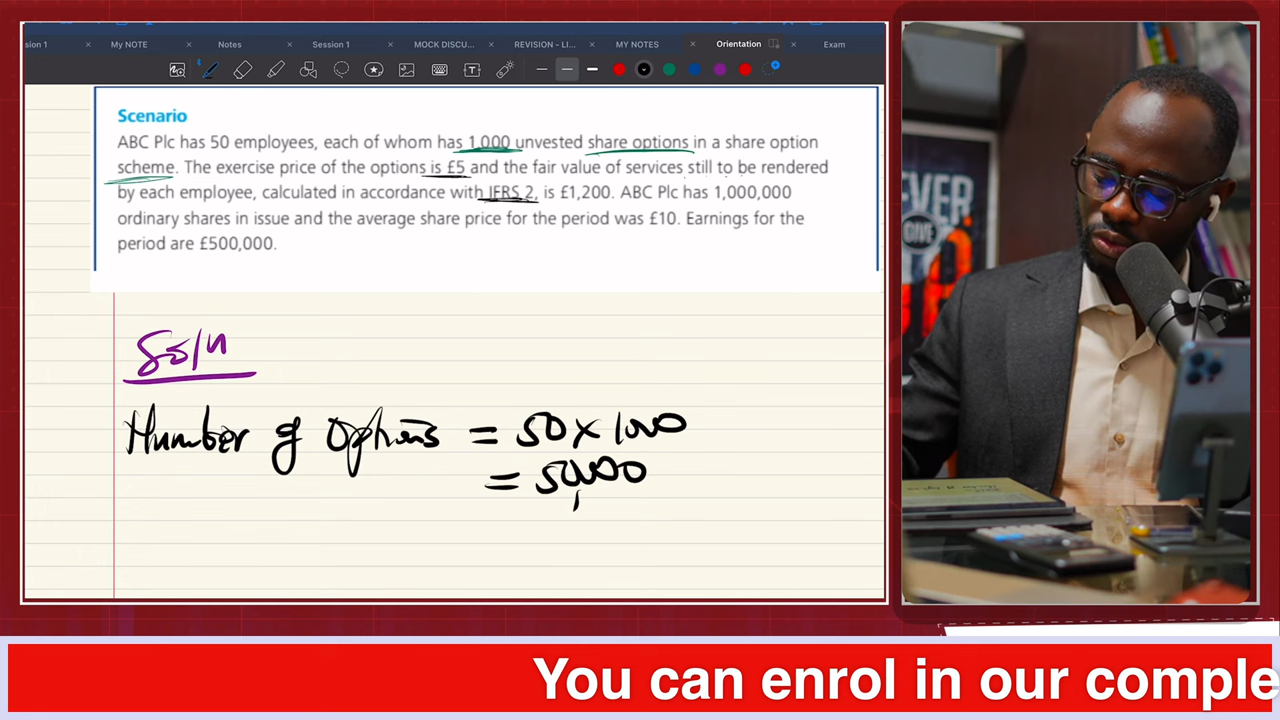 sion 1 × My NOTE × Notes × Session 1 × MOCK DISCU... × REVISION - LI... × MY NOTES × Orientation × Exam
Scenario
ABC Plc has 50 employees, each of whom has 1,000 unvested share options in a share option
scheme. The exercise price of the options is £5 and the fair value of services still to be rendered
by each employee, calculated in accordance with IFRS 2, is £1,200. ABC Plc has 1,000,000
ordinary shares in issue and the average share price for the period was £10. Earnings for the
period are £500,000.
Soln
Number of Options = 50 × 1000
= 50,000
EVER
GIVE
You can enrol in our comple